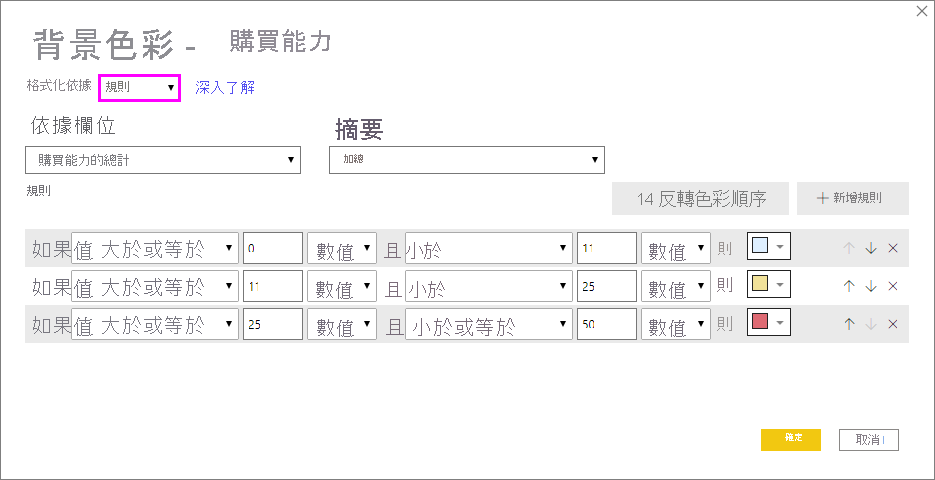 背景色彩 - 購買能力
格式化依據 規則 深入了解
依據欄位 摘要
購買能力的總計 加總
規則 14 反轉色彩順序 新增規則
如果值 大於或等於 0 數值 且 小於 11 數值 則
如果值 大於或等於 11 數值 且 小於 25 數值 則
如果值 大於或等於 25 數值 且 小於或等於 50 數值 則
確定 取消